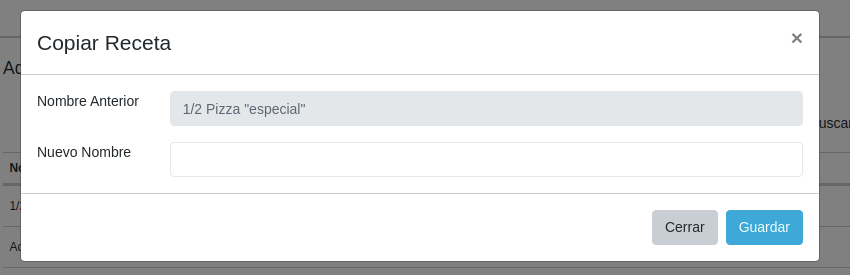 Copiar Receta
×
Nombre Anterior
1/2 Pizza "especial"
Nuevo Nombre
Cerrar
Guardar